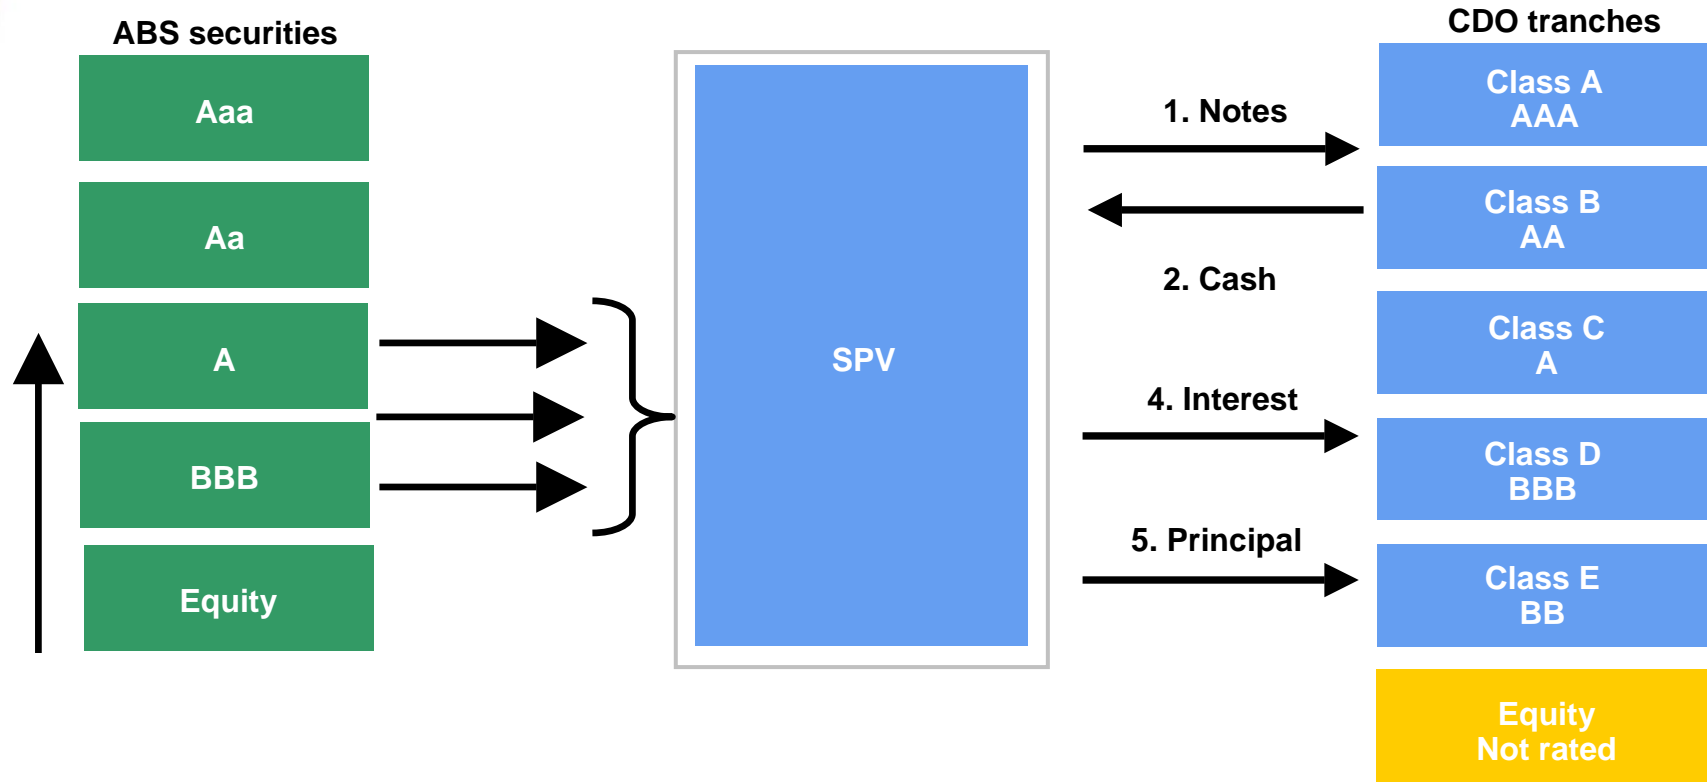 ABS securities
Aaa
Aa
A
BBB
Equity
SPV
1. Notes
2. Cash
4. Interest
5. Principal
CDO tranches
Class A
AAA
Class B
AA
Class C
A
Class D
BBB
Class E
BB
Equity
Not rated